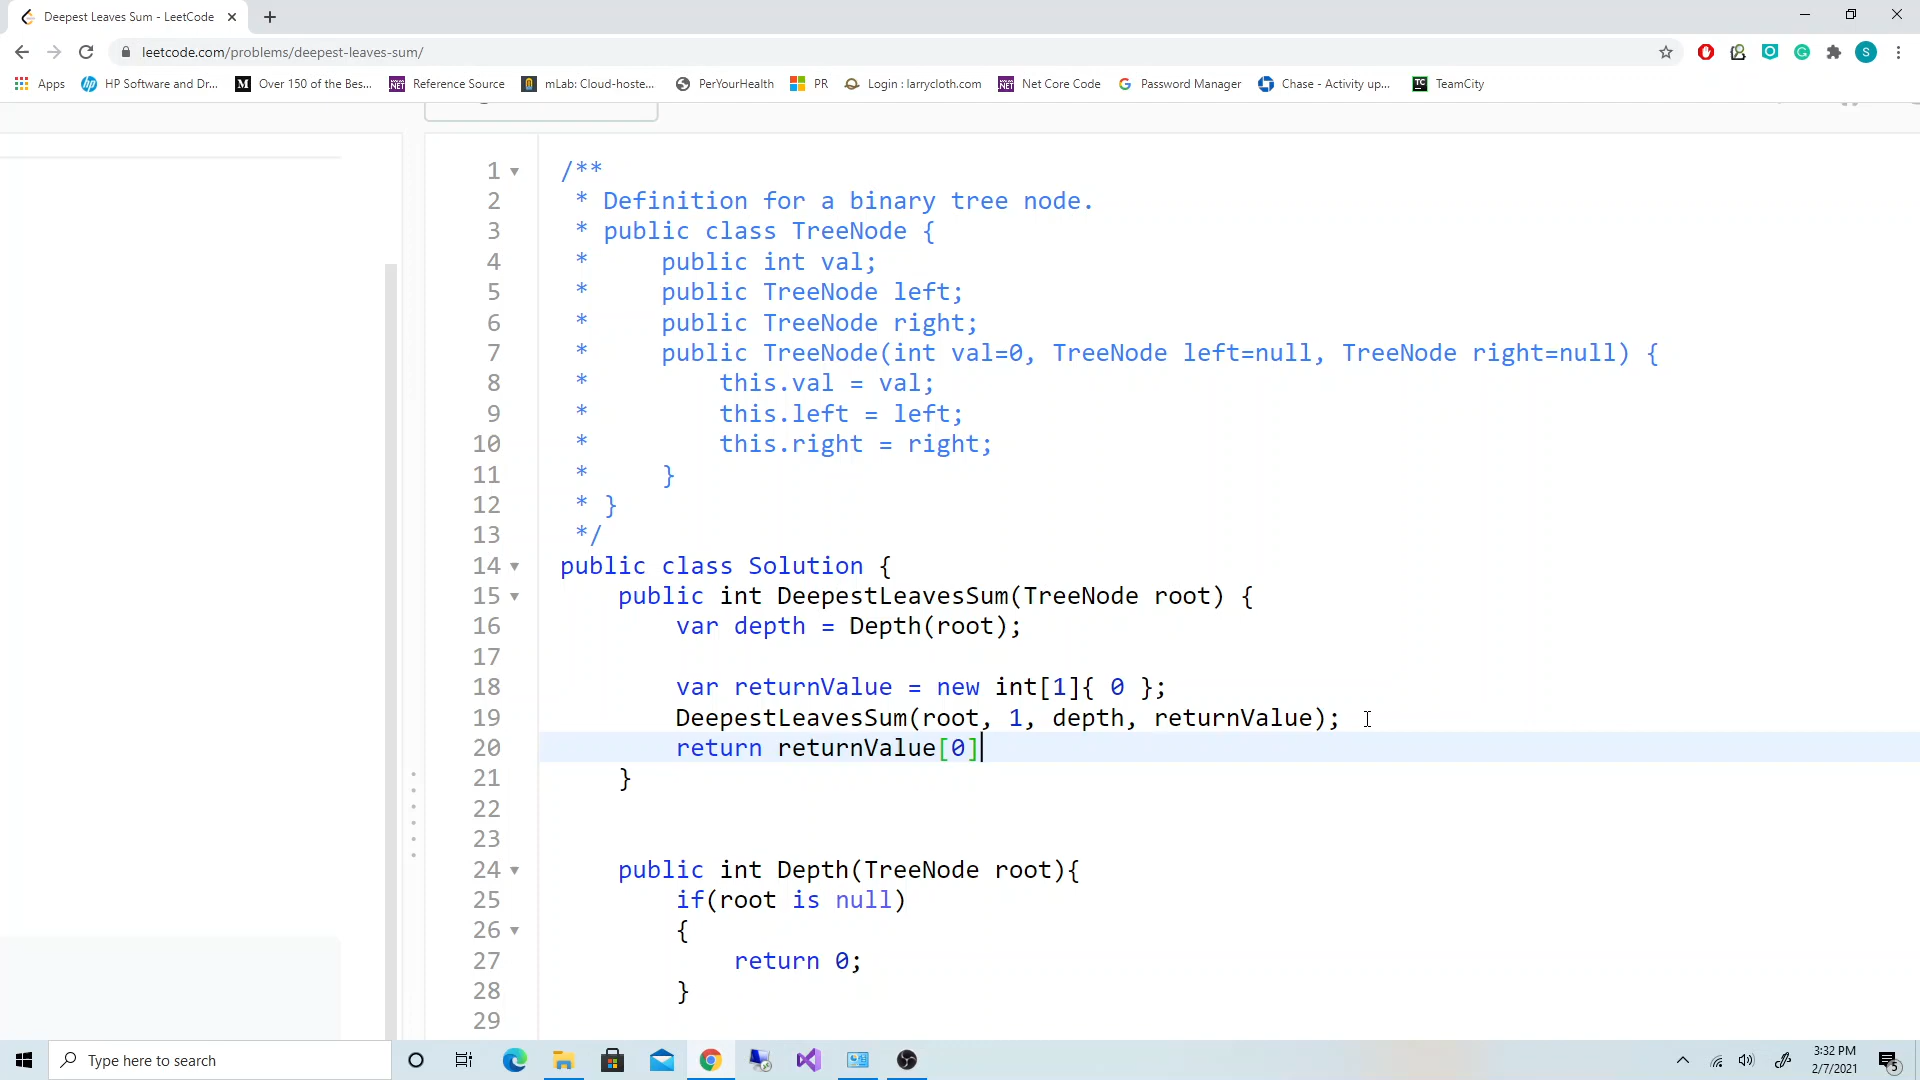 Deepest Leaves Sum - LeetCode
leetcode.com/problems/deepest-leaves-sum/
S
Apps HP Software and Dr... Over 150 of the Bes... Reference Source mLab: Cloud-hoste... PerYourHealth PR Login : larrycloth.com Net Core Code Password Manager Chase - Activity up... TeamCity
1 /**
2 * Definition for a binary tree node.
3 * public class TreeNode {
4 * public int val;
5 * public TreeNode left;
6 * public TreeNode right;
7 * public TreeNode(int val=0, TreeNode left=null, TreeNode right=null) {
8 * this.val = val;
9 * this.left = left;
10 * this.right = right;
11 * }
12 * }
13 */
14 public class Solution {
15 public int DeepestLeavesSum(TreeNode root) {
16 var depth = Depth(root);
17
18 var returnValue = new int[1]{ 0 };
19 DeepestLeavesSum(root, 1, depth, returnValue);
20 return returnValue[0]
21 }
22
23
24 public int Depth(TreeNode root){
25 if(root is null)
26 {
27 return 0;
28 }
29
Type here to search
3:32 PM
2/7/2021
5